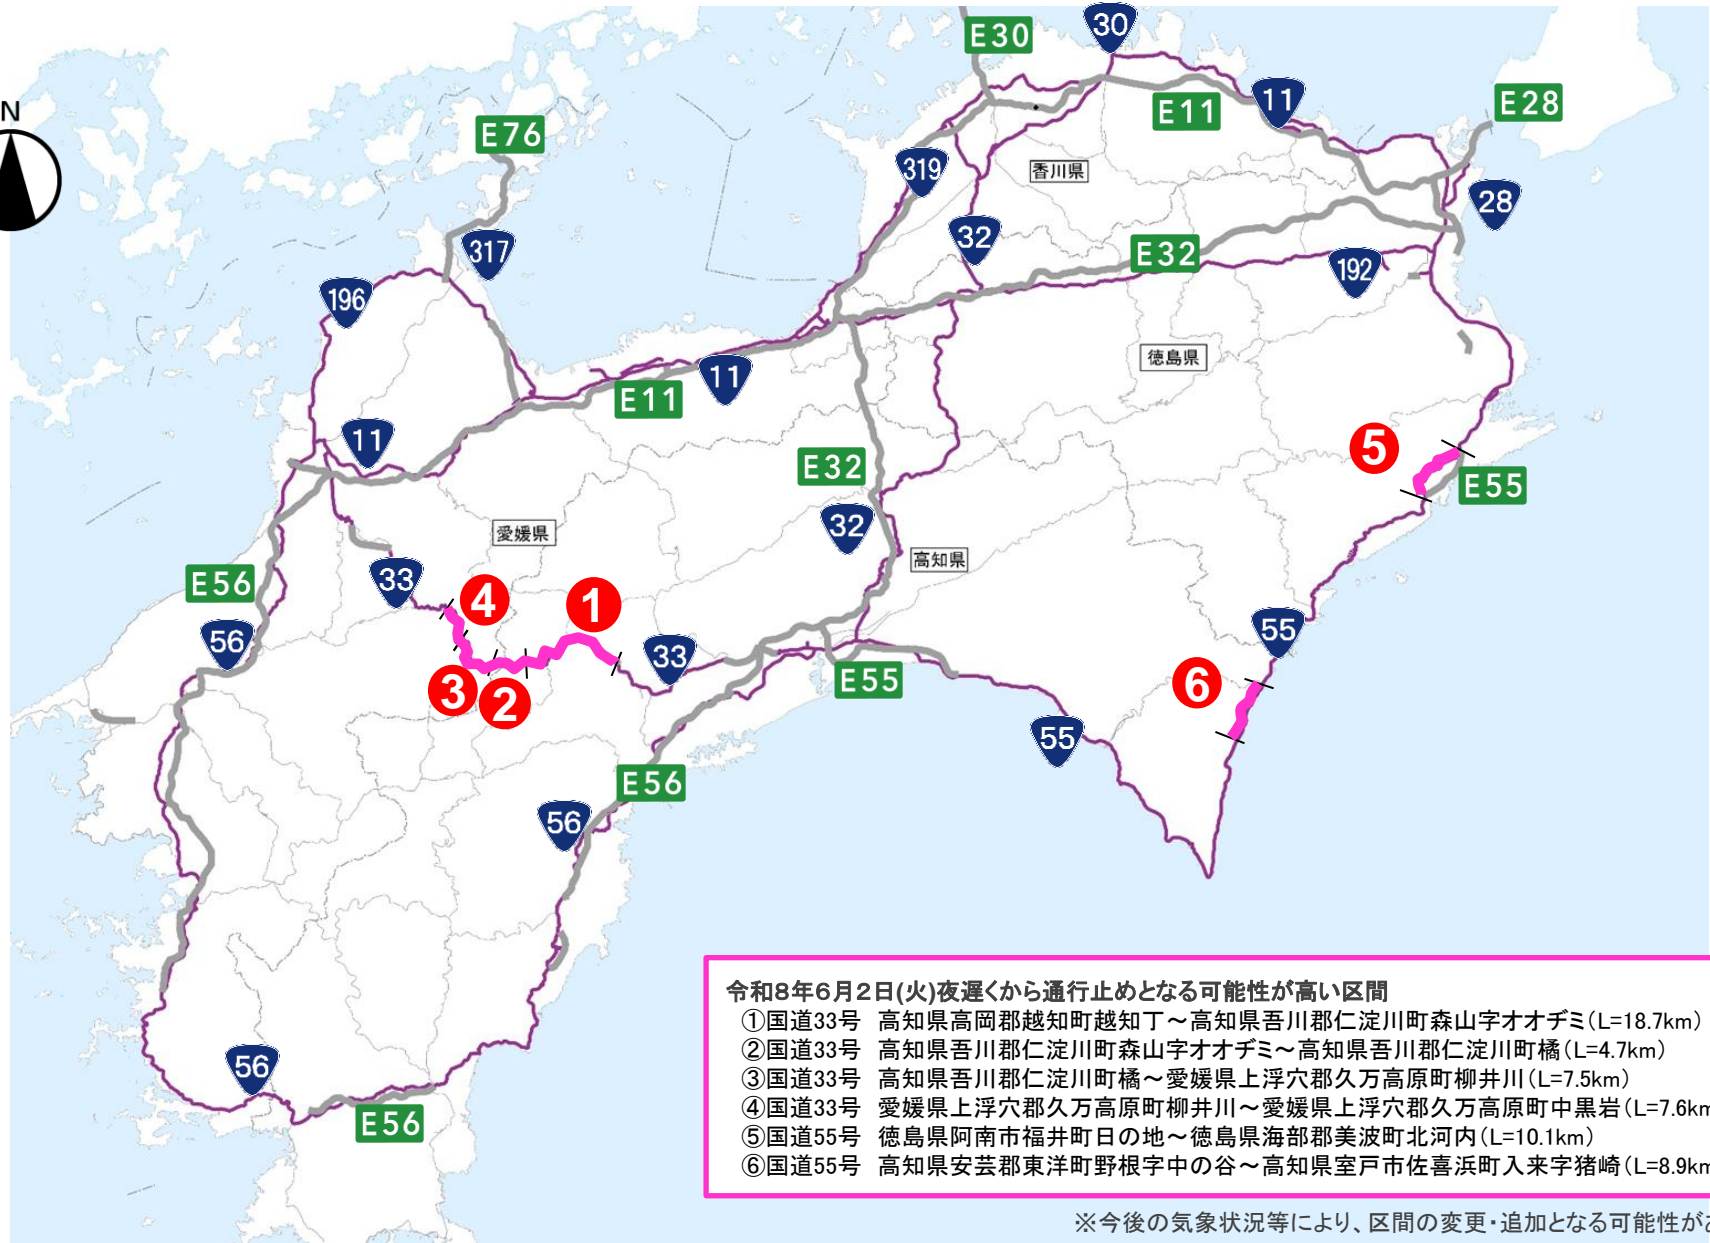 30
E30
N
E28
11
E11
E76
319
香川県
28
32
317
E32
192
196
徳島県
11
E11
11
5
E32
E55
32
愛媛県
高知県
33
E56
4
1
55
56
33
3
2
E55
6
55
E56
56
令和8年6月2日(火)夜遅くから通行止めとなる可能性が高い区間
①国道33号 高知県高岡郡越知町越知丁～高知県吾川郡仁淀川町森山字オオヂミ(L=18.7km)
②国道33号 高知県吾川郡仁淀川町森山字オオヂミ～高知県吾川郡仁淀川町橘(L=4.7km)
③国道33号 高知県吾川郡仁淀川町橘～愛媛県上浮穴郡久万高原町柳井川(L=7.5km)
④国道33号 愛媛県上浮穴郡久万高原町柳井川～愛媛県上浮穴郡久万高原町中黒岩(L=7.6km
⑤国道55号 徳島県阿南市福井町日の地～徳島県海部郡美波町北河内(L=10.1km)
⑥国道55号 高知県安芸郡東洋町野根字中の谷～高知県室戸市佐喜浜町入来字猪崎(L=8.9km
56
E56
※今後の気象状況等により、区間の変更・追加となる可能性があ